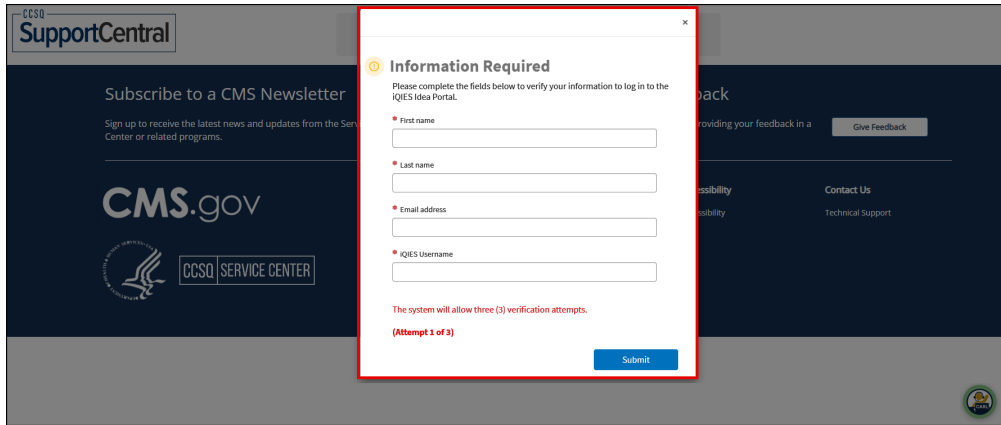 CCSQ
SupportCentral
×
Information Required
Please complete the fields below to verify your information to log in to the
iQIES Idea Portal.
* First name
* Last name
* Email address
* iQIES Username
The system will allow three (3) verification attempts.
(Attempt 1 of 3)
Submit
Subscribe to a CMS Newsletter
Sign up to receive the latest news and updates from the Serv
Center or related programs.
back
roviding your feedback in a
Give Feedback
CMS.gov
CCSQ SERVICE CENTER
essibility
ssibility
Contact Us
Technical Support